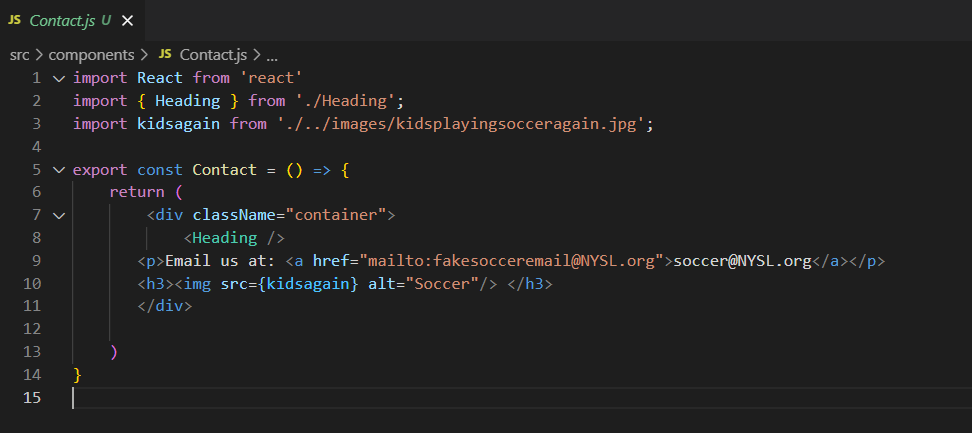 JS Contact.js U ×
src > components > JS Contact.js > ...
1 import React from 'react'
2 import { Heading } from './Heading';
3 import kidsagain from './../images/kidsplayingsocceragain.jpg';
4
5 export const Contact = () => {
6 return (
7 <div className="container">
8 <Heading />
9 <p>Email us at: <a href="mailto:fakesocceremail@NYSL.org">soccer@NYSL.org</a></p>
10 <h3><img src={kidsagain} alt="Soccer"/> </h3>
11 </div>
12
13 )
14 }
15